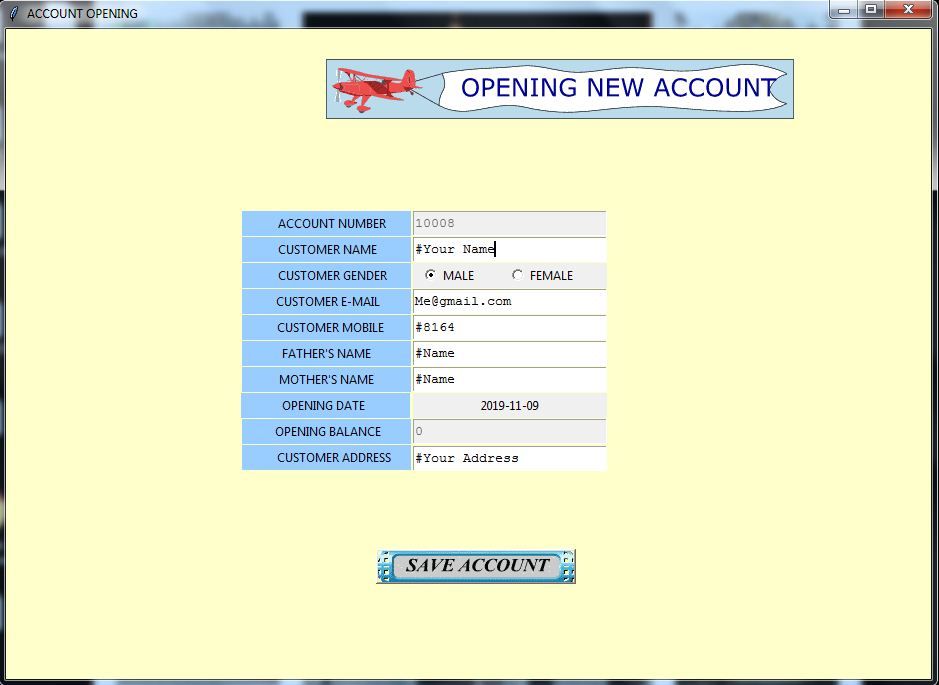 ACCOUNT OPENING
OPENING NEW ACCOUNT
ACCOUNT NUMBER 10008
CUSTOMER NAME #Your Name
CUSTOMER GENDER MALE FEMALE
CUSTOMER E-MAIL Me@gmail.com
CUSTOMER MOBILE #8164
FATHER'S NAME #Name
MOTHER'S NAME #Name
OPENING DATE 2019-11-09
OPENING BALANCE 0
CUSTOMER ADDRESS #Your Address
SAVE ACCOUNT